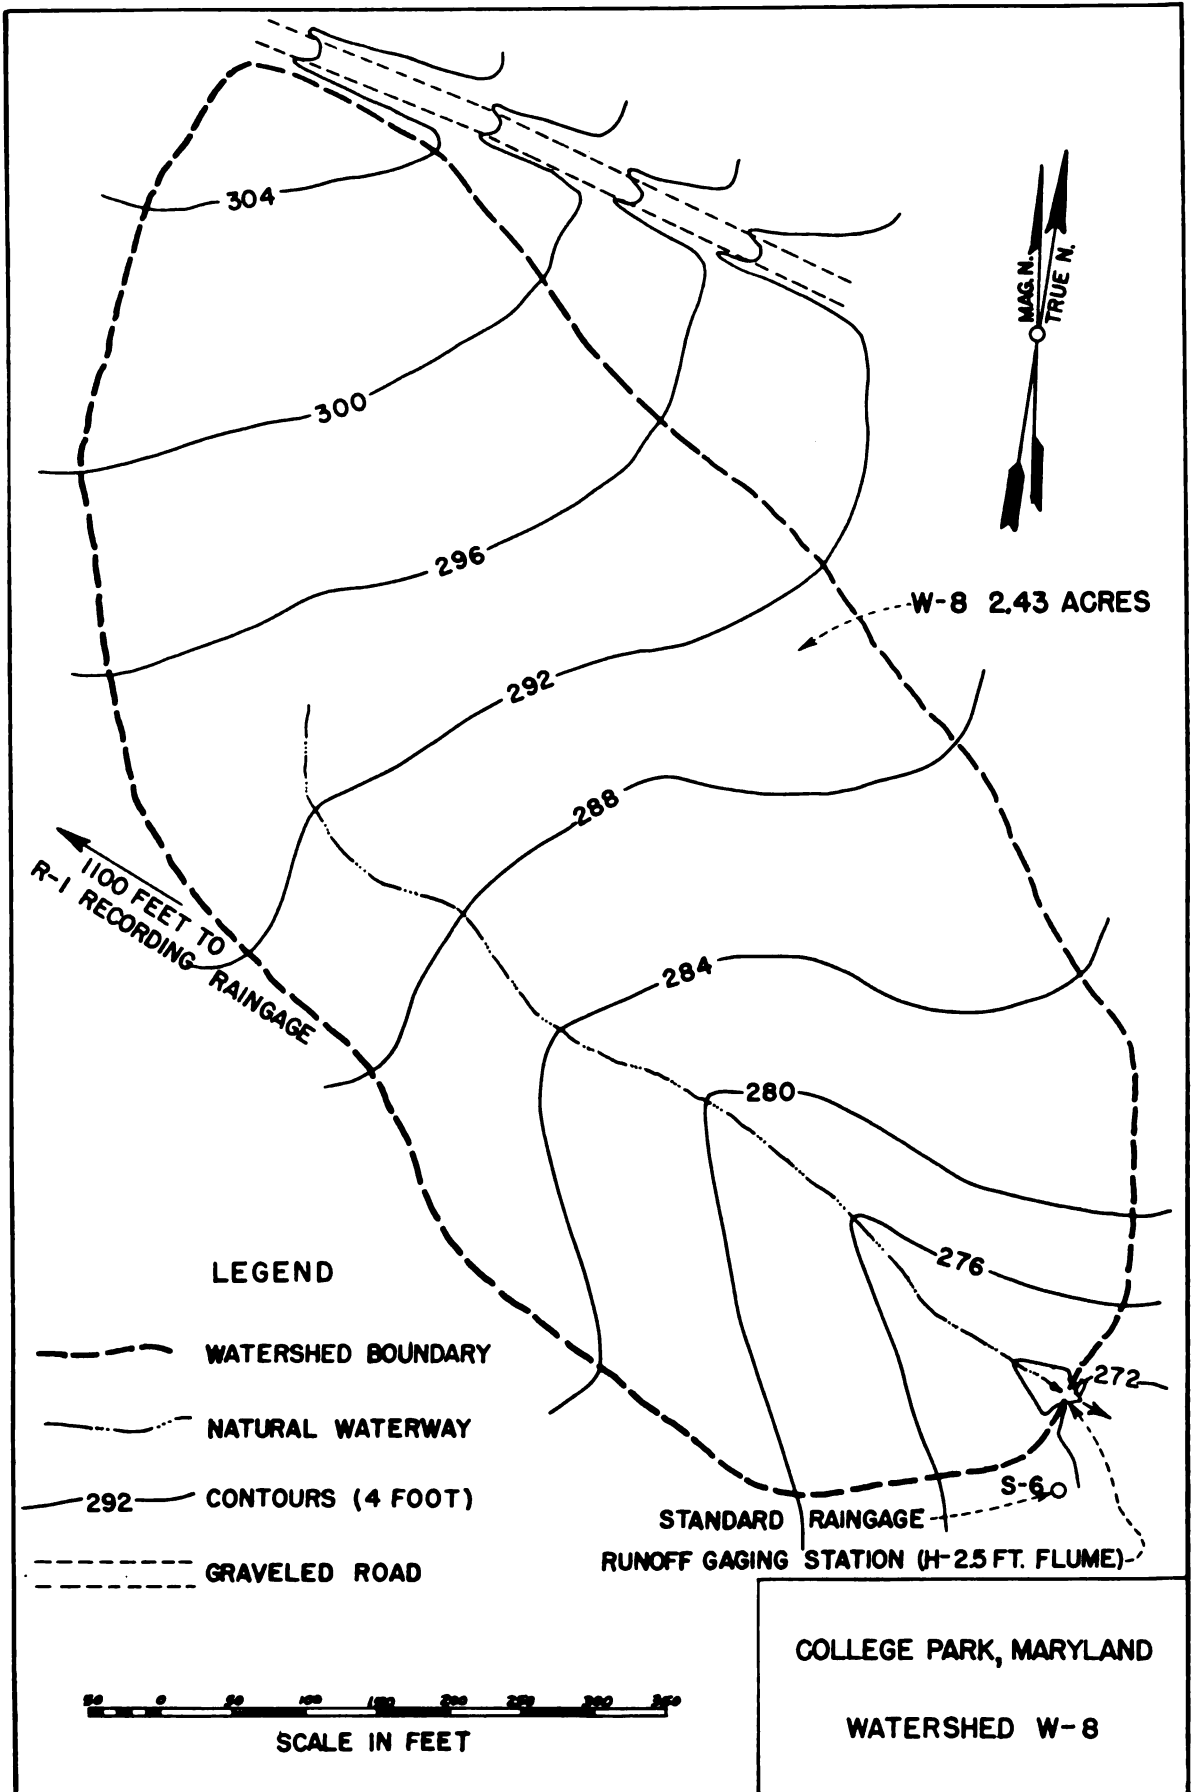 304
MAG. N.
TRUE N.
300
296
W-8 2.43 ACRES
292
288
1100 FEET TO
R-1 RECORDING RAINGAGE
284
280
276
272
LEGEND
WATERSHED BOUNDARY
NATURAL WATERWAY
292 CONTOURS (4 FOOT)
GRAVELED ROAD
S-6
STANDARD RAINGAGE
RUNOFF GAGING STATION (H-2.5 FT. FLUME)
50 0 50 100 150 200 250 300 350
SCALE IN FEET
COLLEGE PARK, MARYLAND
WATERSHED W-8